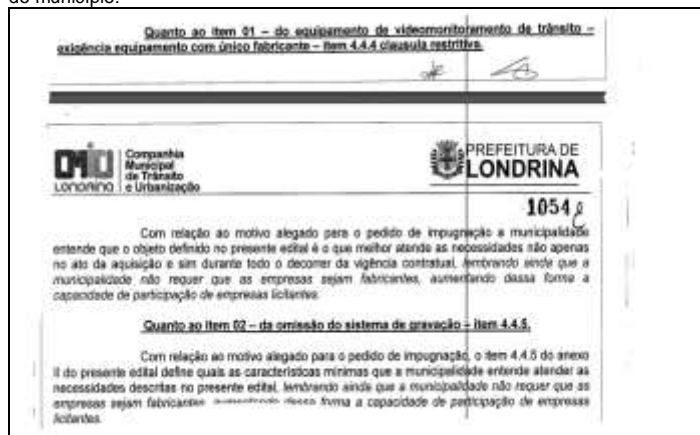 do município.
Quanto ao item 01 – do equipamento de videomonitoramento de trânsito –
exigência equipamento com único fabricante – item 4.4.4 clausula restritiva.
CMTU
LONDRINA
Companhia
Municipal
de Trânsito
e Urbanização
PREFEITURA DE
LONDRINA
1054
Com relação ao motivo alegado para o pedido de impugnação a municipalidade
entende que o objeto definido no presente edital é o que melhor atende as necessidades não apenas
no ato da aquisição e sim durante todo o decorrer da vigência contratual, lembrando ainda que a
municipalidade não requer que as empresas sejam fabricantes, aumentando dessa forma a
capacidade de participação de empresas licitantes.
Quanto ao item 02 – da omissão do sistema de gravação – item 4.4.5.
Com relação ao motivo alegado para o pedido de impugnação, o item 4.4.5 do anexo
II do presente edital define quais as características mínimas que a municipalidade entende atender as
necessidades descritas no presente edital, lembrando ainda que a municipalidade não requer que as
empresas sejam fabricantes, aumentando dessa forma a capacidade de participação de empresas
licitantes.